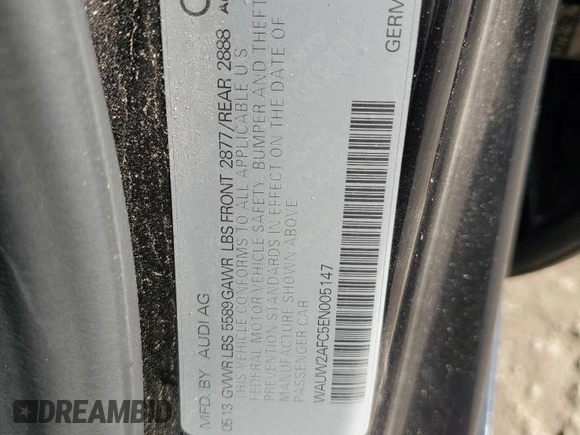 MFD. BY AUDI AG
0513 GVWR LBS 5589 GAWR LBS FRONT 2877/REAR 2888
THIS VEHICLE CONFORMS TO ALL APPLICABLE U S
FEDERAL MOTOR VEHICLE SAFETY, BUMPER AND THEFT
PREVENTION STANDARDS IN EFFECT ON THE DATE OF
MANUFACTURE SHOWN ABOVE
PASSENGER CAR
WAUW2AFC5EN005147
GERM
DREAMBID